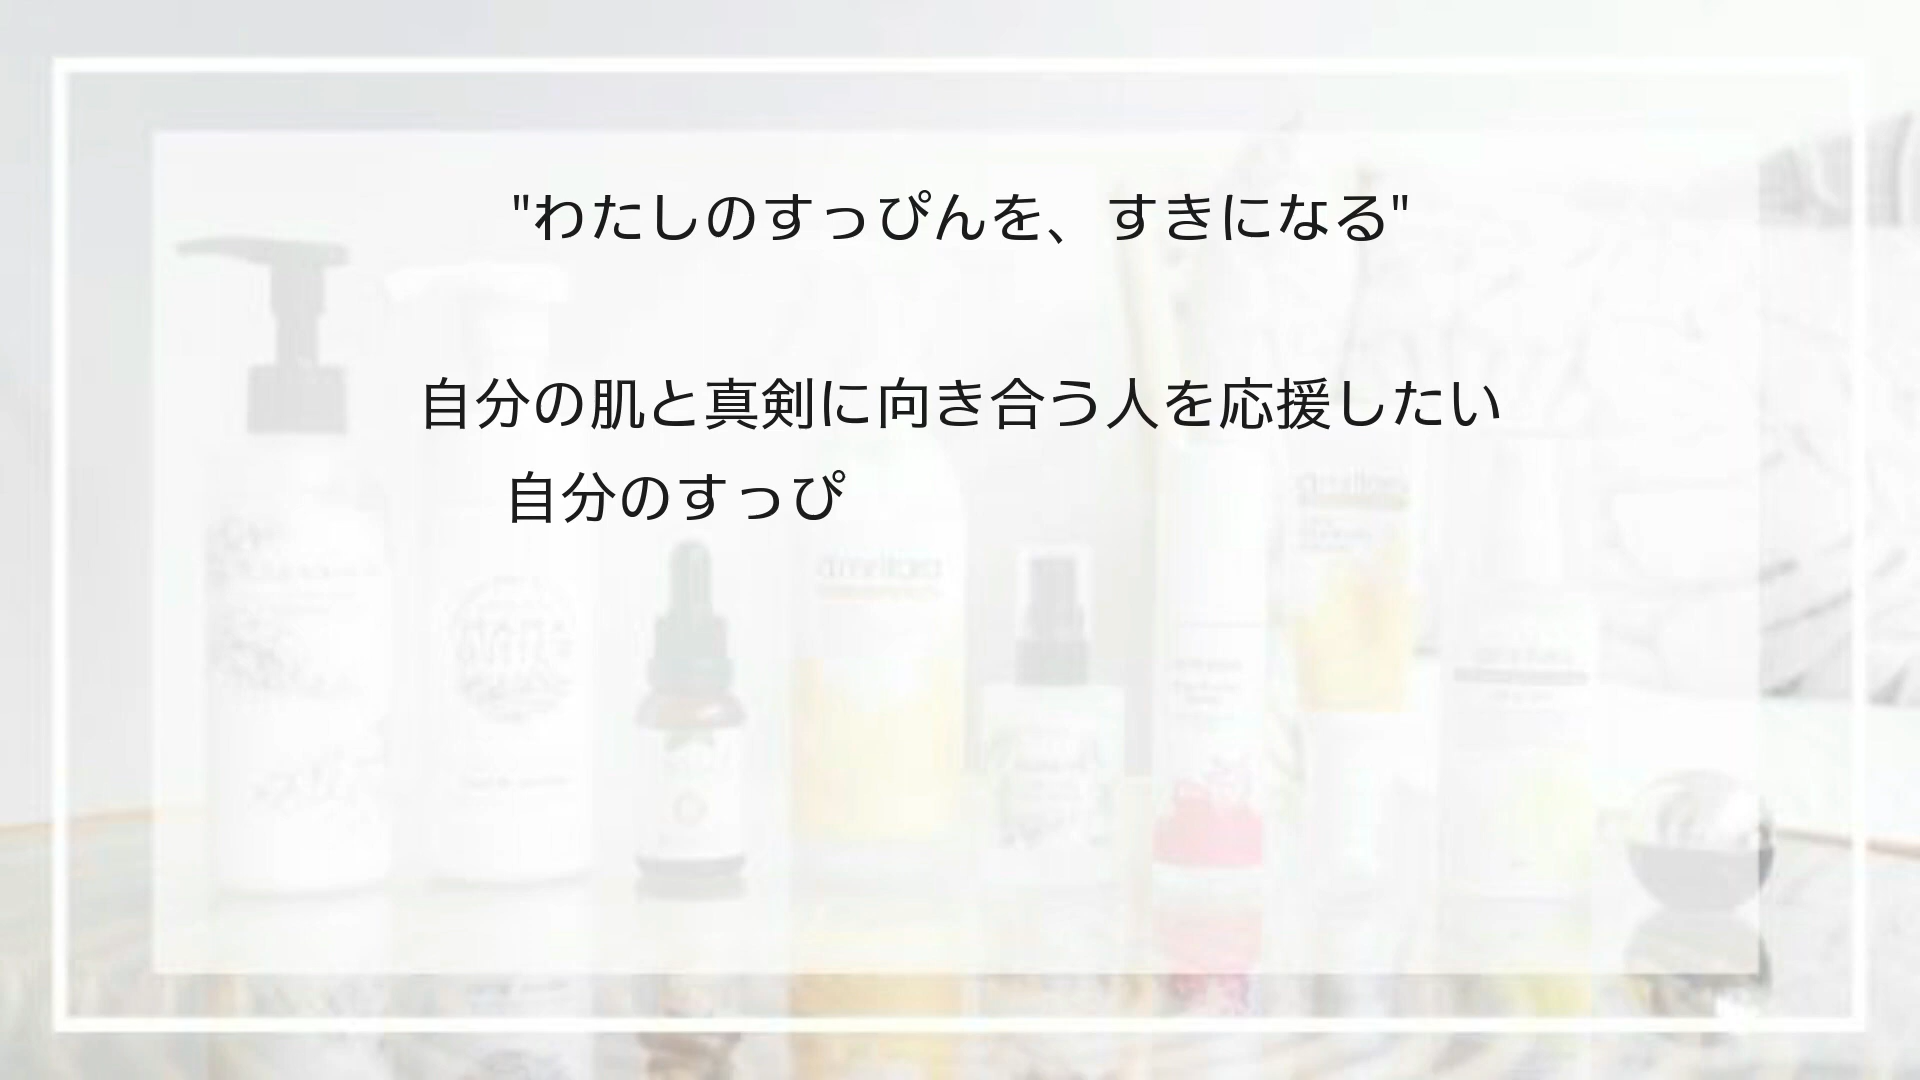 "わたしのすっぴんを、すきになる"
自分の肌と真剣に向き合う人を応援したい
自分のすっぴ